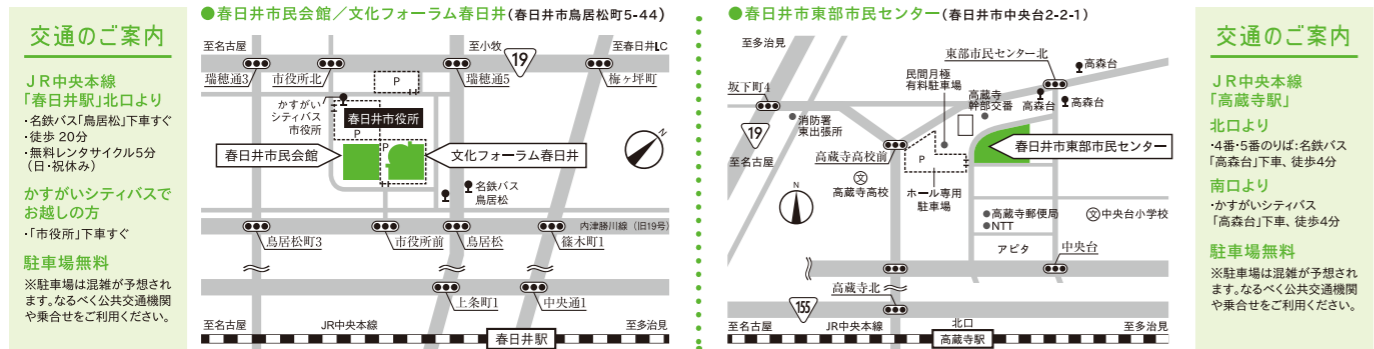 交通のご案内
JR中央本線
「春日井駅」北口より
・名鉄バス「鳥居松」下車すぐ
・徒歩 20分
・無料レンタサイクル5分
（日・祝休み）
かすがいシティバスで
お越しの方
・「市役所」下車すぐ
駐車場無料
※駐車場は混雑が予想され
ます。なるべく公共交通機関
や乗合せをご利用ください。
●春日井市民会館／文化フォーラム春日井(春日井市鳥居松町5-44)
至名古屋
至小牧
19
至春日井I.C
瑞穂通3
市役所北
P
瑞穂通5
梅ヶ坪町
かすがい
シティバス
市役所
春日井市役所
P
N
春日井市民会館
P
文化フォーラム春日井
名鉄バス
鳥居松
内津勝川線（旧19号）
鳥居松町3
市役所前
鳥居松
篠木町1
上条町1
中央通1
至名古屋
JR中央本線
至多治見
春日井駅
●春日井市東部市民センター(春日井市中央台2-2-1)
至多治見
東部市民センター北
高森台
坂下町4
民間月極
有料駐車場
高蔵寺
幹部交番
高森台
高森台
消防署
東出張所
19
至名古屋
高蔵寺高校前
P
春日井市東部市民センター
文
高蔵寺高校
N
ホール専用
駐車場
高蔵寺郵便局
NTT
文中央台小学校
アピタ
中央台
高蔵寺北
155
至名古屋
JR中央本線
北口
至多治見
高蔵寺駅
交通のご案内
JR中央本線
「高蔵寺駅」
北口より
・4番・5番のりば:名鉄バス
「高森台」下車、徒歩4分
南口より
・かすがいシティバス
「高森台」下車、徒歩4分
駐車場無料
※駐車場は混雑が予想され
ます。なるべく公共交通機関
や乗合せをご利用ください。